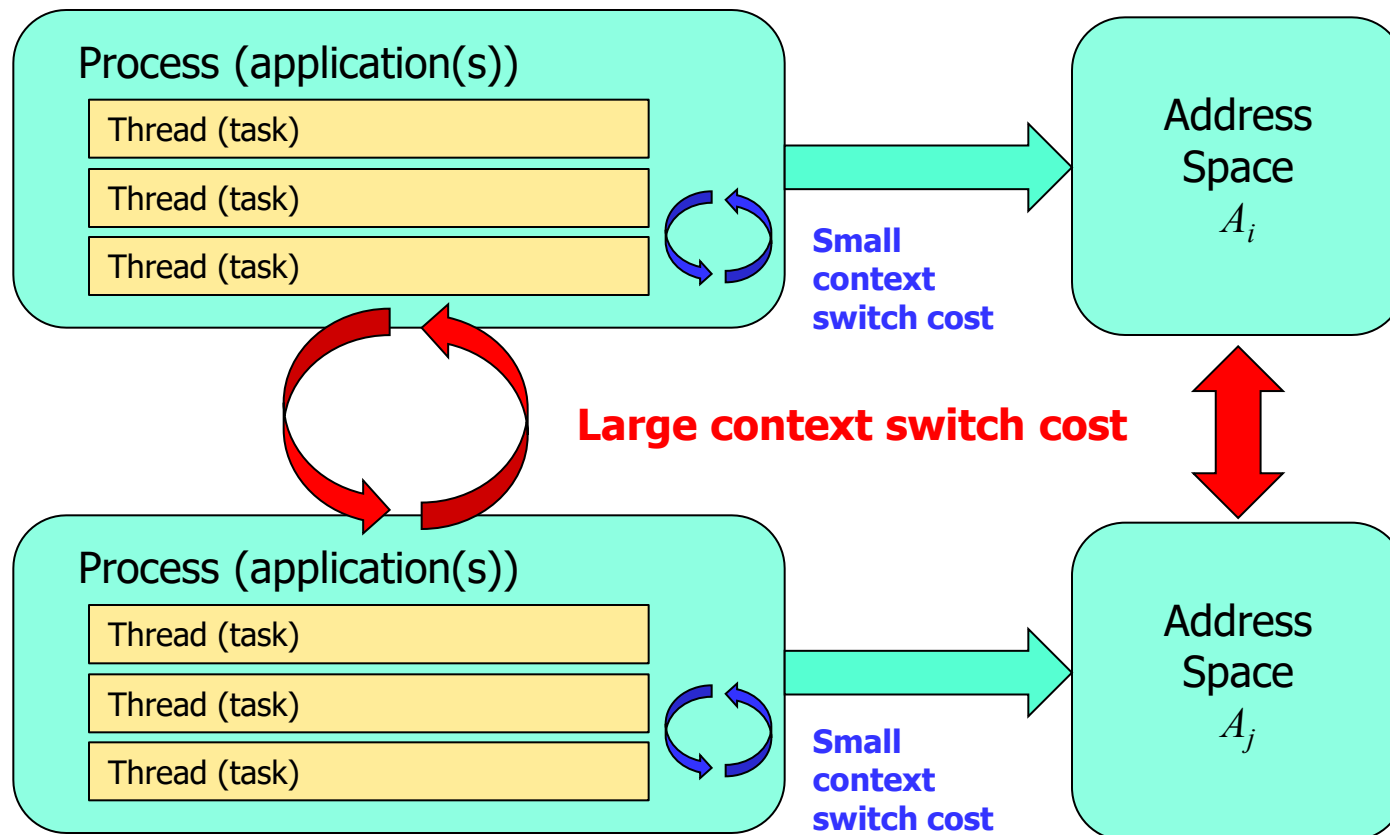 Process (application(s))
Thread (task)
Thread (task)
Thread (task)
Small
context
switch cost
Address
Space
A_i
Large context switch cost
Process (application(s))
Thread (task)
Thread (task)
Thread (task)
Small
context
switch cost
Address
Space
A_j